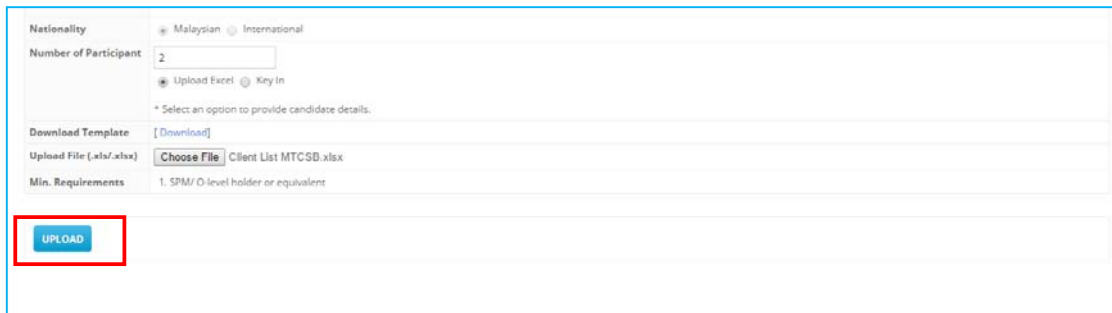 Nationality Malaysian International
Number of Participant 2
Upload Excel Key In
* Select an option to provide candidate details.
Download Template [ Download]
Upload File (.xls/.xlsx) Choose File Client List MTCSB.xlsx
Min. Requirements 1. SPM/ O-level holder or equivalent
UPLOAD